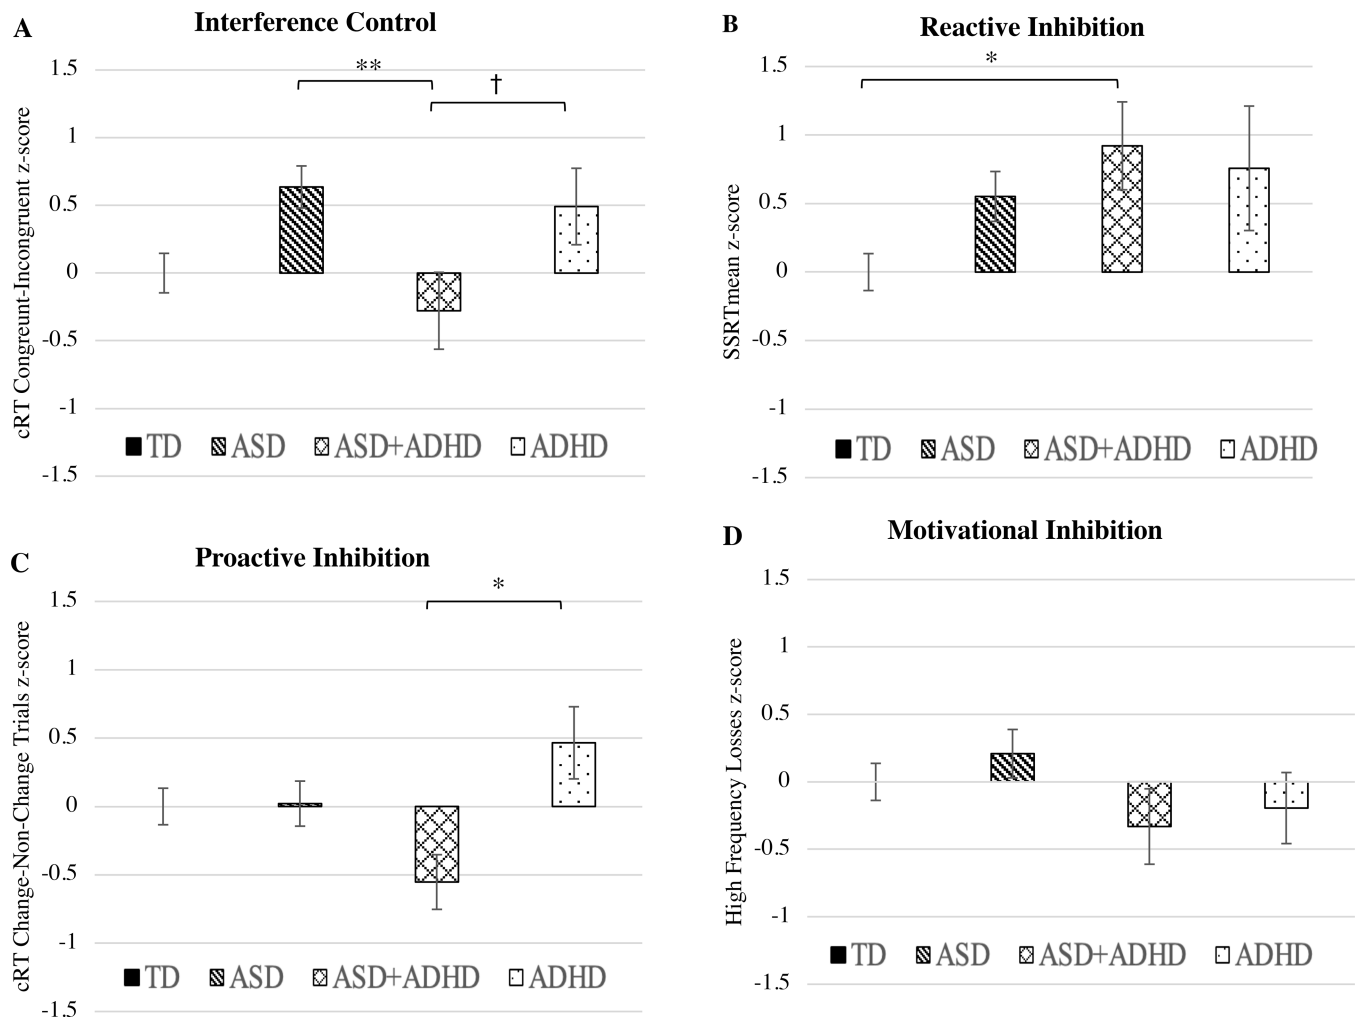 A
Interference Control
**
†
cRT Congreunt-Incongruent z-score
1.5
1
0.5
0
-0.5
-1
-1.5
TD ASD ASD+ADHD ADHD
B
Reactive Inhibition
*
SSRTmean z-score
1.5
1
0.5
0
-0.5
-1
-1.5
TD ASD ASD+ADHD ADHD
C
Proactive Inhibition
*
cRT Change-Non-Change Trials z-score
1.5
1
0.5
0
-0.5
-1
-1.5
TD ASD ASD+ADHD ADHD
D
Motivational Inhibition
High Frequency Losses z-score
1.5
1
0.5
0
-0.5
-1
-1.5
TD ASD ASD+ADHD ADHD